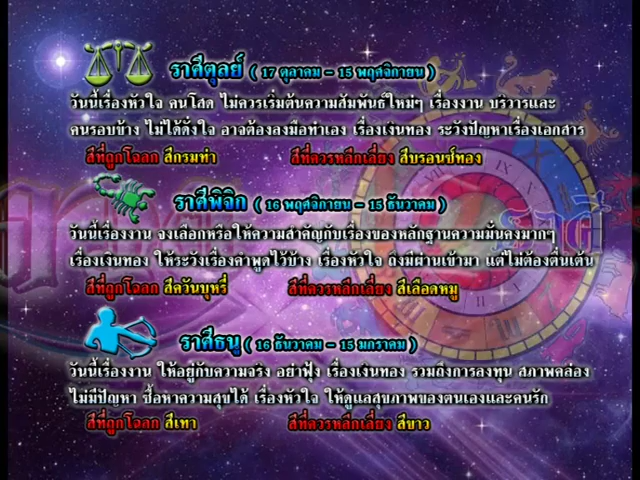 ราศีตุลย์ ( 17 ตุลาคม - 15 พฤศจิกายน )
วันนี้เรื่องหัวใจ คนโสด ไม่ควรเริ่มต้นความสัมพันธ์ใหม่ๆ เรื่องงาน บริวารและ
คนรอบข้าง ไม่ได้ดั่งใจ อาจต้องลงมือทำเอง เรื่องเงินทอง ระวังปัญหาเรื่องเอกสาร
สีที่ถูกโฉลก สีกรมท่า สีที่ควรหลีกเลี่ยง สีบรอนซ์ทอง
ราศีพิจิก ( 16 พฤศจิกายน - 15 ธันวาคม )
วันนี้เรื่องงาน จงเลือกหรือให้ความสำคัญกับเรื่องของหลักฐานความมั่นคงมากๆ
เรื่องเงินทอง ให้ระวังเรื่องคำพูดไว้บ้าง เรื่องหัวใจ ถึงมีผ่านเข้ามา แต่ไม่ต้องตื่นเต้น
สีที่ถูกโฉลก สีควันบุหรี่ สีที่ควรหลีกเลี่ยง สีเลือดหมู
ราศีธนู ( 16 ธันวาคม - 15 มกราคม )
วันนี้เรื่องงาน ให้อยู่กับความจริง อย่าฟุ้ง เรื่องเงินทอง รวมถึงการลงทุน สภาพคล่อง
ไม่มีปัญหา ซื้อหาความสุขได้ เรื่องหัวใจ ให้ดูแลสุขภาพของตนเองและคนรัก
สีที่ถูกโฉลก สีเทา สีที่ควรหลีกเลี่ยง สีขาว